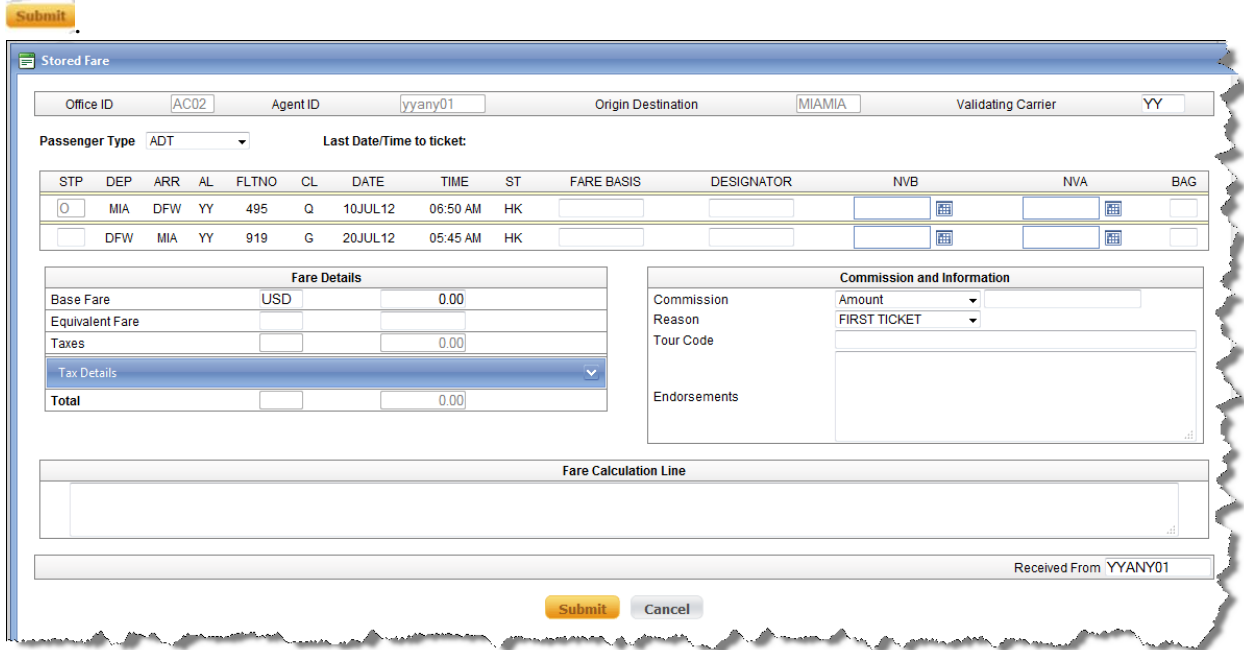 Submit .
Stored Fare
Office ID AC02 Agent ID yyany01 Origin Destination MIAMIA Validating Carrier YY
Passenger Type ADT Last Date/Time to ticket:
STP DEP ARR AL FLTNO CL DATE TIME ST FARE BASIS DESIGNATOR NVB NVA BAG
O MIA DFW YY 495 Q 10JUL12 06:50 AM HK
DFW MIA YY 919 G 20JUL12 05:45 AM HK
Fare Details
Base Fare USD 0.00
Equivalent Fare
Taxes 0.00
Tax Details
Total 0.00
Commission and Information
Commission Amount
Reason FIRST TICKET
Tour Code
Endorsements
Fare Calculation Line
Received From YYANY01
Submit Cancel